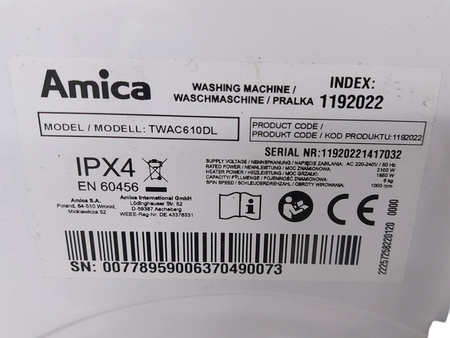 Amica
WASHING MACHINE /
WASCHMASCHINE / PRALKA
INDEX:
1192022
MODEL / MODELL: TWAC610DL
PRODUCT CODE /
PRODUKT CODE / KOD PRODUKTU: 1192022
SERIAL NR:11920221417032
IPX4
EN 60456
SUPPLY VOLTAGE / NENNSPANNUNG / NAPIĘCIE ZASILANIA: AC 220-240V / 50 Hz
RATED POWER / NENNLEISTUNG / MOC ZNAMIONOWA: 2100 W
HEATER POWER / HEIZLEISTUNG / MOC GRZAŁKI: 1850 W
CAPACITY / FÜLLMENGE / POJEMNOŚĆ ZNAMIONOWA: 6 kg
SPIN SPEED / SCHLEUDERDREHZAHL / OBROTY WIROWANIA: 1000 rpm
Amica S.A.
Poland, 64-510 Wronki,
Mickiewicza 52
Amica International GmbH
Lüdinghauser Str. 52
D-59387 Ascheberg
WEEE-Reg.-Nr. DE 43378331
i
CE
SN: 00778959006370490073
22257258220120 0000